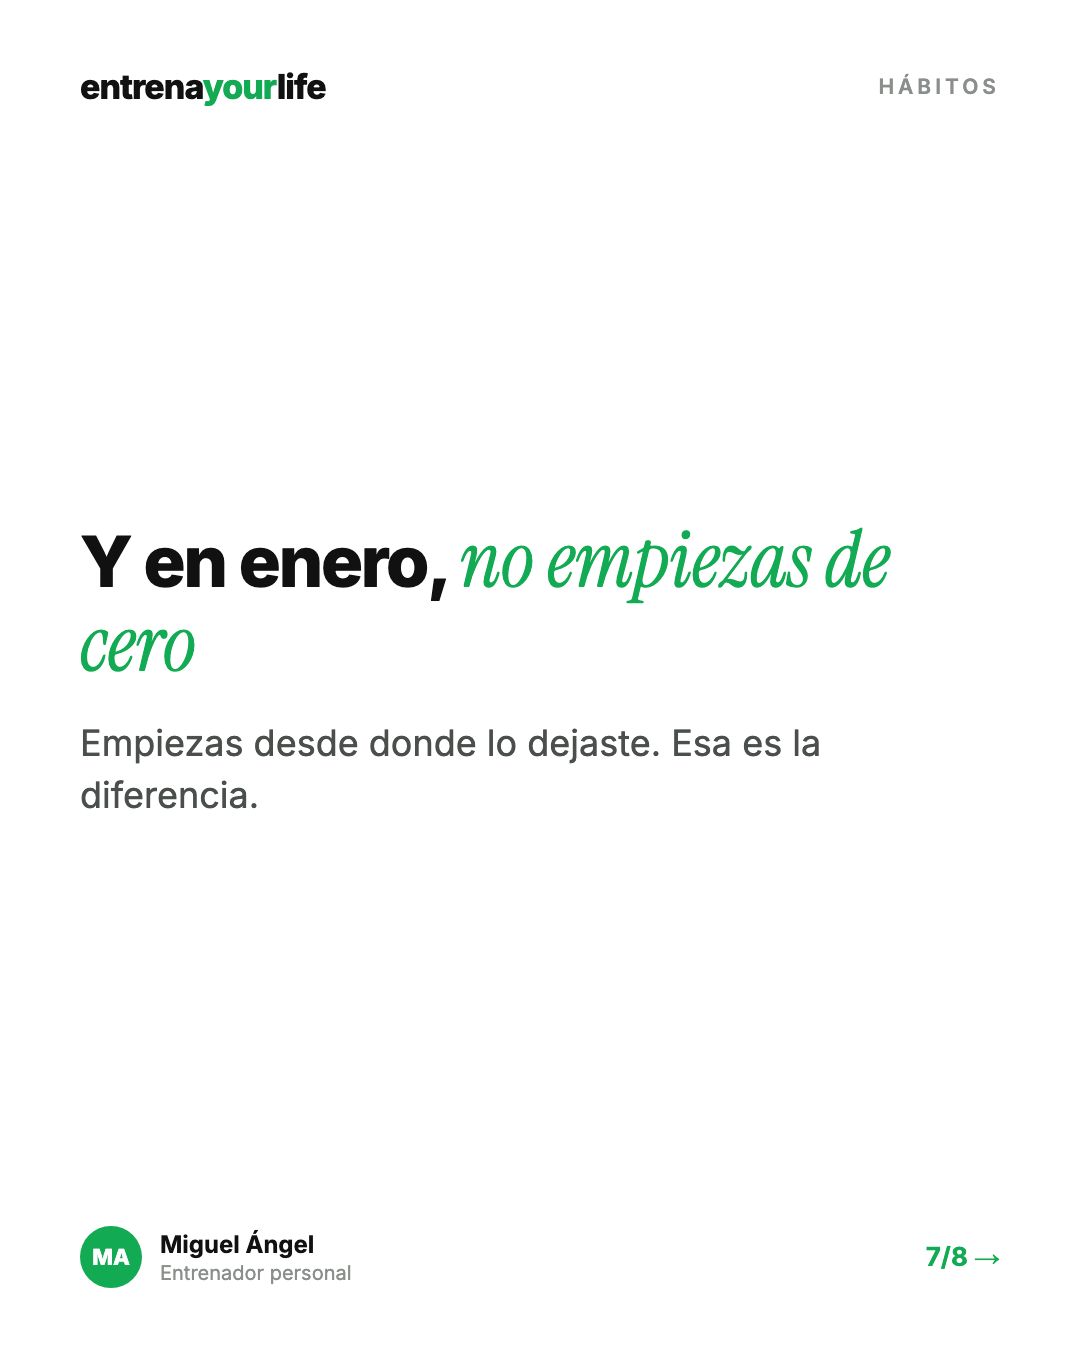 entrenayourlife
HÁBITOS
Y en enero, no empiezas de
cero
Empiezas desde donde lo dejaste. Esa es la
diferencia.
MA
Miguel Ángel
Entrenador personal
7/8 →